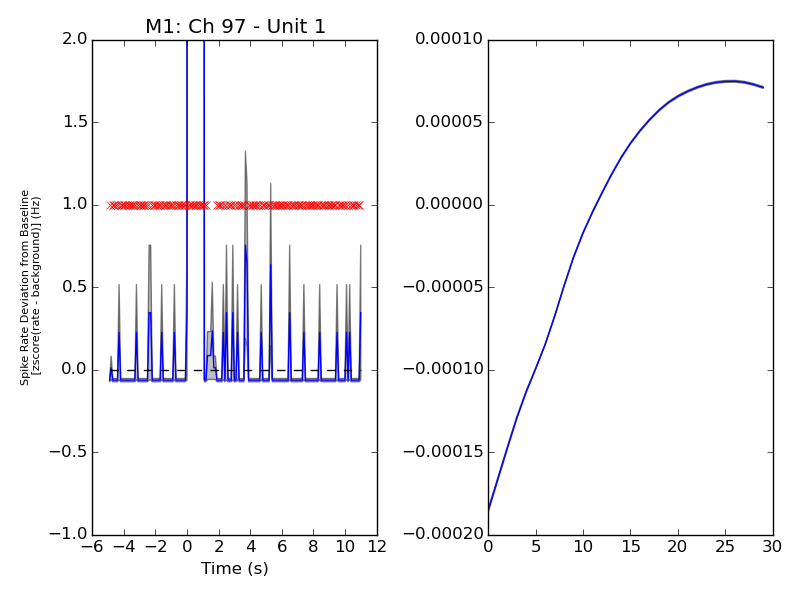 M1: Ch 97 - Unit 1
2.0
1.5
1.0
0.5
0.0
−0.5
−1.0
Spike Rate Deviation from Baseline
[zscore(rate - background)] (Hz)
−6 −4 −2 0 2 4 6 8 10 12
Time (s)
0.00010
0.00005
0.00000
−0.00005
−0.00010
−0.00015
−0.00020
0 5 10 15 20 25 30